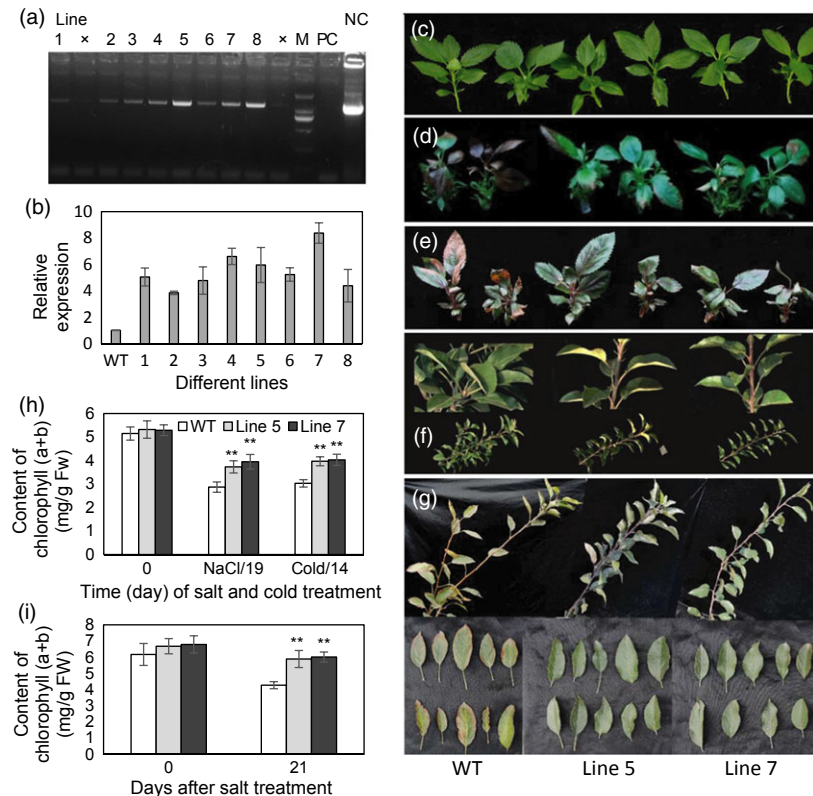 (a) Line NC
1 × 2 3 4 5 6 7 8 × M PC
(b)
10
8
6
4
2
0
Relative
expression
WT 1 2 3 4 5 6 7 8
Different lines
(h)
6
5
4
3
2
1
0
WT Line 5 Line 7
** ** ** **
Content of
chlorophyll (a+b)
(mg/g Fw)
0 NaCl/19 Cold/14
Time (day) of salt and cold treatment
(i)
8
7
6
5
4
3
2
1
0
** **
Content of
chlorophyll (a+b)
(mg/g FW)
0 21
Days after salt treatment
(c)
(d)
(e)
(f)
(g)
WT Line 5 Line 7